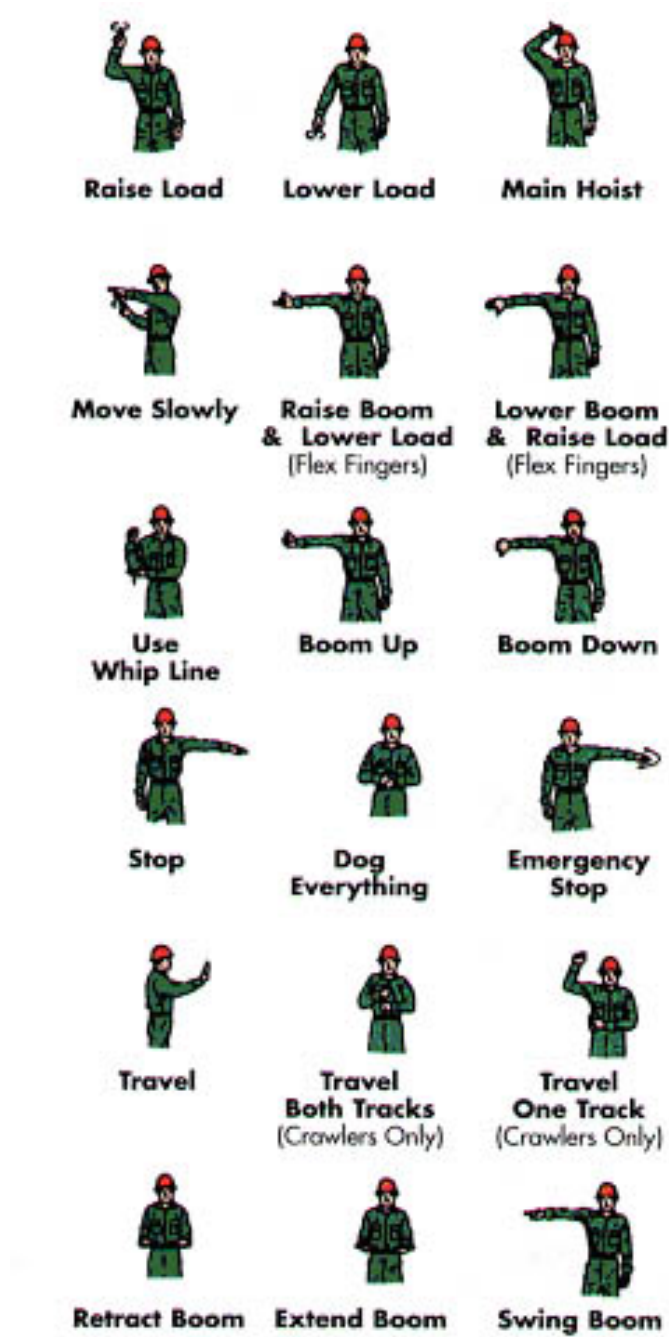 Raise Load
Lower Load
Main Hoist
Move Slowly
Raise Boom
& Lower Load
(Flex Fingers)
Lower Boom
& Raise Load
(Flex Fingers)
Use
Whip Line
Boom Up
Boom Down
Stop
Dog
Everything
Emergency
Stop
Travel
Travel
Both Tracks
(Crawlers Only)
Travel
One Track
(Crawlers Only)
Retract Boom
Extend Boom
Swing Boom